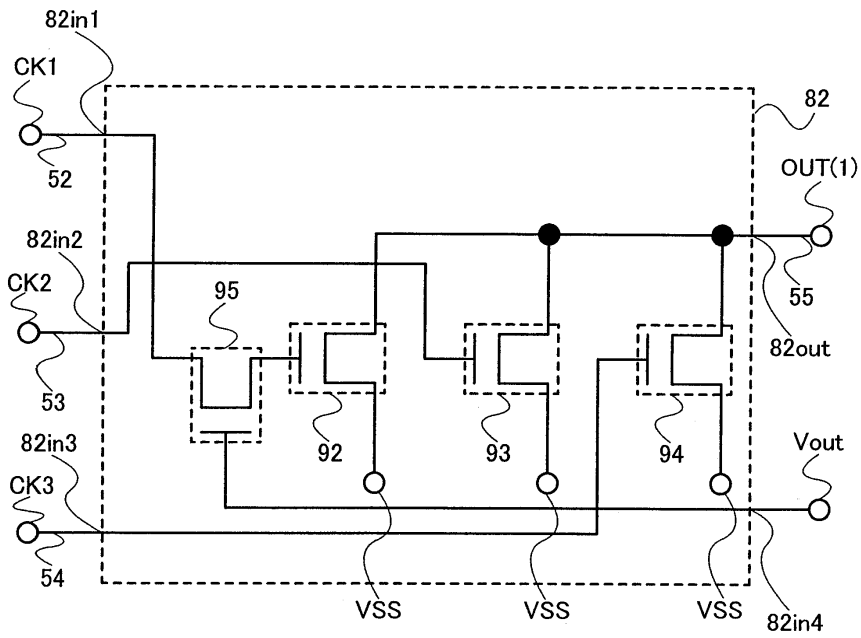 82in1
CK1
82
52
OUT(1)
82in2
CK2
95
55
82out
53
92
93
94
82in3
Vout
CK3
54
VSS
VSS
VSS
82in4